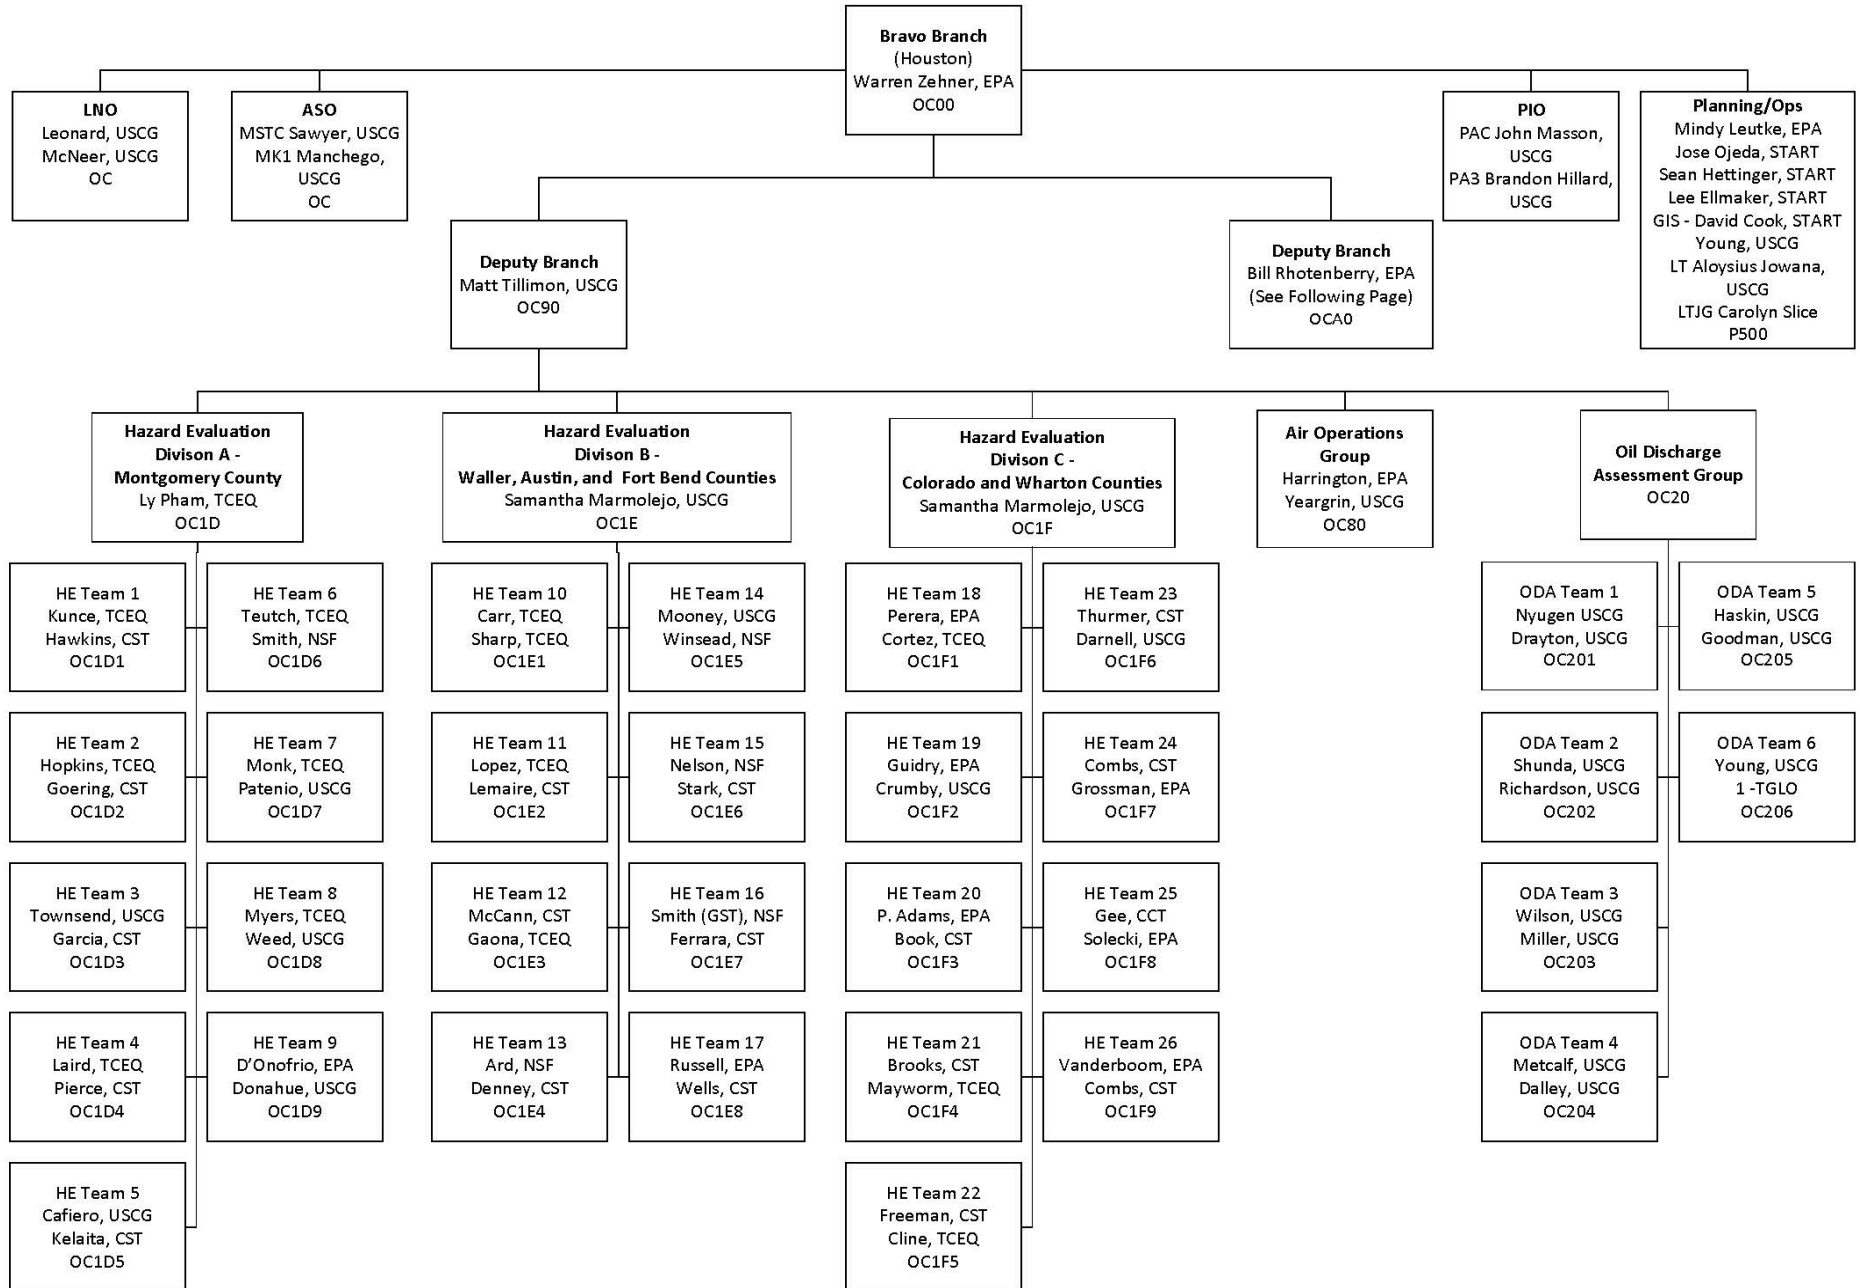 Bravo Branch
(Houston)
Warren Zehner, EPA
OC00
LNO
Leonard, USCG
McNeer, USCG
OC
ASO
MSTC Sawyer, USCG
MK1 Manchego,
USCG
OC
PIO
PAC John Masson,
USCG
PA3 Brandon Hillard,
USCG
Planning/Ops
Mindy Leutke, EPA
Jose Ojeda, START
Sean Hettinger, START
Lee Ellmaker, START
GIS - David Cook, START
Young, USCG
LT Aloysius Jowana,
USCG
LTJG Carolyn Slice
P500
Deputy Branch
Matt Tillimon, USCG
OC90
Deputy Branch
Bill Rhotenberry, EPA
(See Following Page)
OCA0
Hazard Evaluation
Divison A -
Montgomery County
Ly Pham, TCEQ
OC1D
Hazard Evaluation
Divison B -
Waller, Austin, and Fort Bend Counties
Samantha Marmolejo, USCG
OC1E
Hazard Evaluation
Divison C -
Colorado and Wharton Counties
Samantha Marmolejo, USCG
OC1F
Air Operations
Group
Harrington, EPA
Yeargrin, USCG
OC80
Oil Discharge
Assessment Group
OC20
HE Team 1
Kunce, TCEQ
Hawkins, CST
OC1D1
HE Team 6
Teutch, TCEQ
Smith, NSF
OC1D6
HE Team 10
Carr, TCEQ
Sharp, TCEQ
OC1E1
HE Team 14
Mooney, USCG
Winsead, NSF
OC1E5
HE Team 18
Perera, EPA
Cortez, TCEQ
OC1F1
HE Team 23
Thurmer, CST
Darnell, USCG
OC1F6
ODA Team 1
Nyugen USCG
Drayton, USCG
OC201
ODA Team 5
Haskin, USCG
Goodman, USCG
OC205
HE Team 2
Hopkins, TCEQ
Goering, CST
OC1D2
HE Team 7
Monk, TCEQ
Patenio, USCG
OC1D7
HE Team 11
Lopez, TCEQ
Lemaire, CST
OC1E2
HE Team 15
Nelson, NSF
Stark, CST
OC1E6
HE Team 19
Guidry, EPA
Crumby, USCG
OC1F2
HE Team 24
Combs, CST
Grossman, EPA
OC1F7
ODA Team 2
Shunda, USCG
Richardson, USCG
OC202
ODA Team 6
Young, USCG
1 -TGLO
OC206
HE Team 3
Townsend, USCG
Garcia, CST
OC1D3
HE Team 8
Myers, TCEQ
Weed, USCG
OC1D8
HE Team 12
McCann, CST
Gaona, TCEQ
OC1E3
HE Team 16
Smith (GST), NSF
Ferrara, CST
OC1E7
HE Team 20
P. Adams, EPA
Book, CST
OC1F3
HE Team 25
Gee, CCT
Solecki, EPA
OC1F8
ODA Team 3
Wilson, USCG
Miller, USCG
OC203
HE Team 4
Laird, TCEQ
Pierce, CST
OC1D4
HE Team 9
D’Onofrio, EPA
Donahue, USCG
OC1D9
HE Team 13
Ard, NSF
Denney, CST
OC1E4
HE Team 17
Russell, EPA
Wells, CST
OC1E8
HE Team 21
Brooks, CST
Mayworm, TCEQ
OC1F4
HE Team 26
Vanderboom, EPA
Combs, CST
OC1F9
ODA Team 4
Metcalf, USCG
Dalley, USCG
OC204
HE Team 5
Cafiero, USCG
Kelaita, CST
OC1D5
HE Team 22
Freeman, CST
Cline, TCEQ
OC1F5